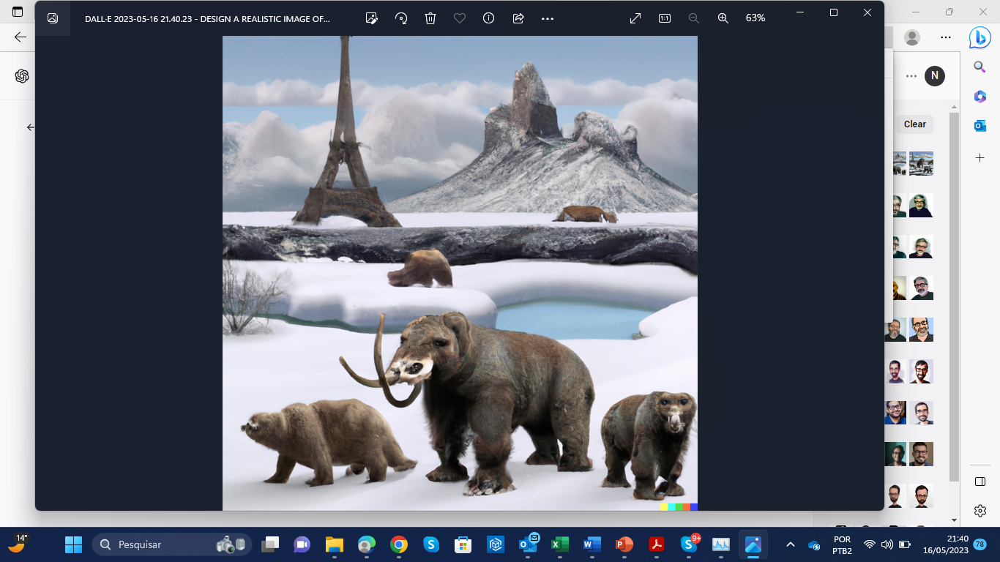 DALL·E 2023-05-16 21.40.23 - DESIGN A REALISTIC IMAGE OF...
63%
N
Clear
14°
Pesquisar
9+
POR
PTB2
21:40
16/05/2023
78